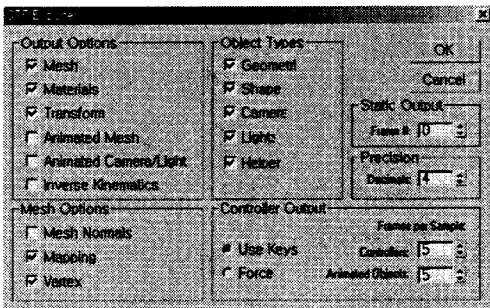 Output Options
Mesh
Materials
Transform
Animated Mesh
Animated Camera/Light
Inverse Kinematics
Mesh Options
Mesh Normals
Mapping
Vertex
Object Types
Geometri
Shape
Camera
Lights
Helper
OK
Cancel
Static Output
Frame #: 0
Precision
Decimals: 4
Controller Output
Use Keys
Force
Frames per Sample
Controllers: 5
Animated Objects: 5